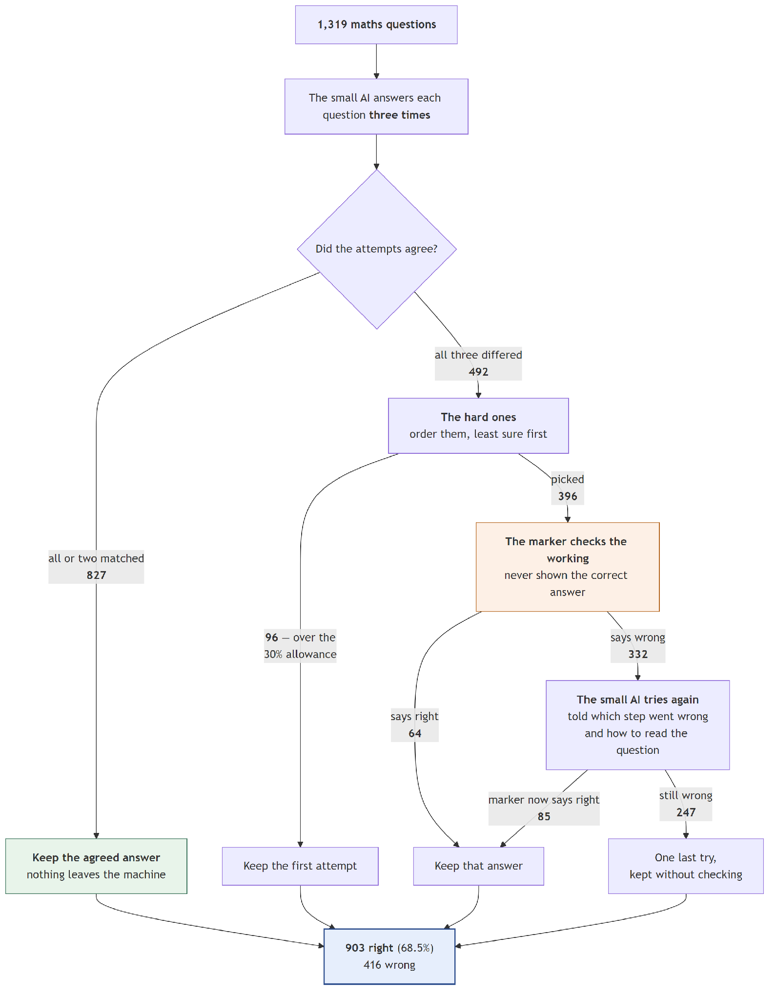 1,319 maths questions
The small AI answers each
question three times
Did the attempts agree?
all three differed
492
The hard ones
order them, least sure first
picked
396
The marker checks the
working
never shown the correct
answer
all or two matched
827
96 – over the
30% allowance
says wrong
332
The small AI tries again
told which step went wrong
and how to read the
question
says right
64
marker now says right
85
still wrong
247
Keep the agreed answer
nothing leaves the machine
Keep the first attempt
Keep that answer
One last try,
kept without checking
903 right (68.5%)
416 wrong